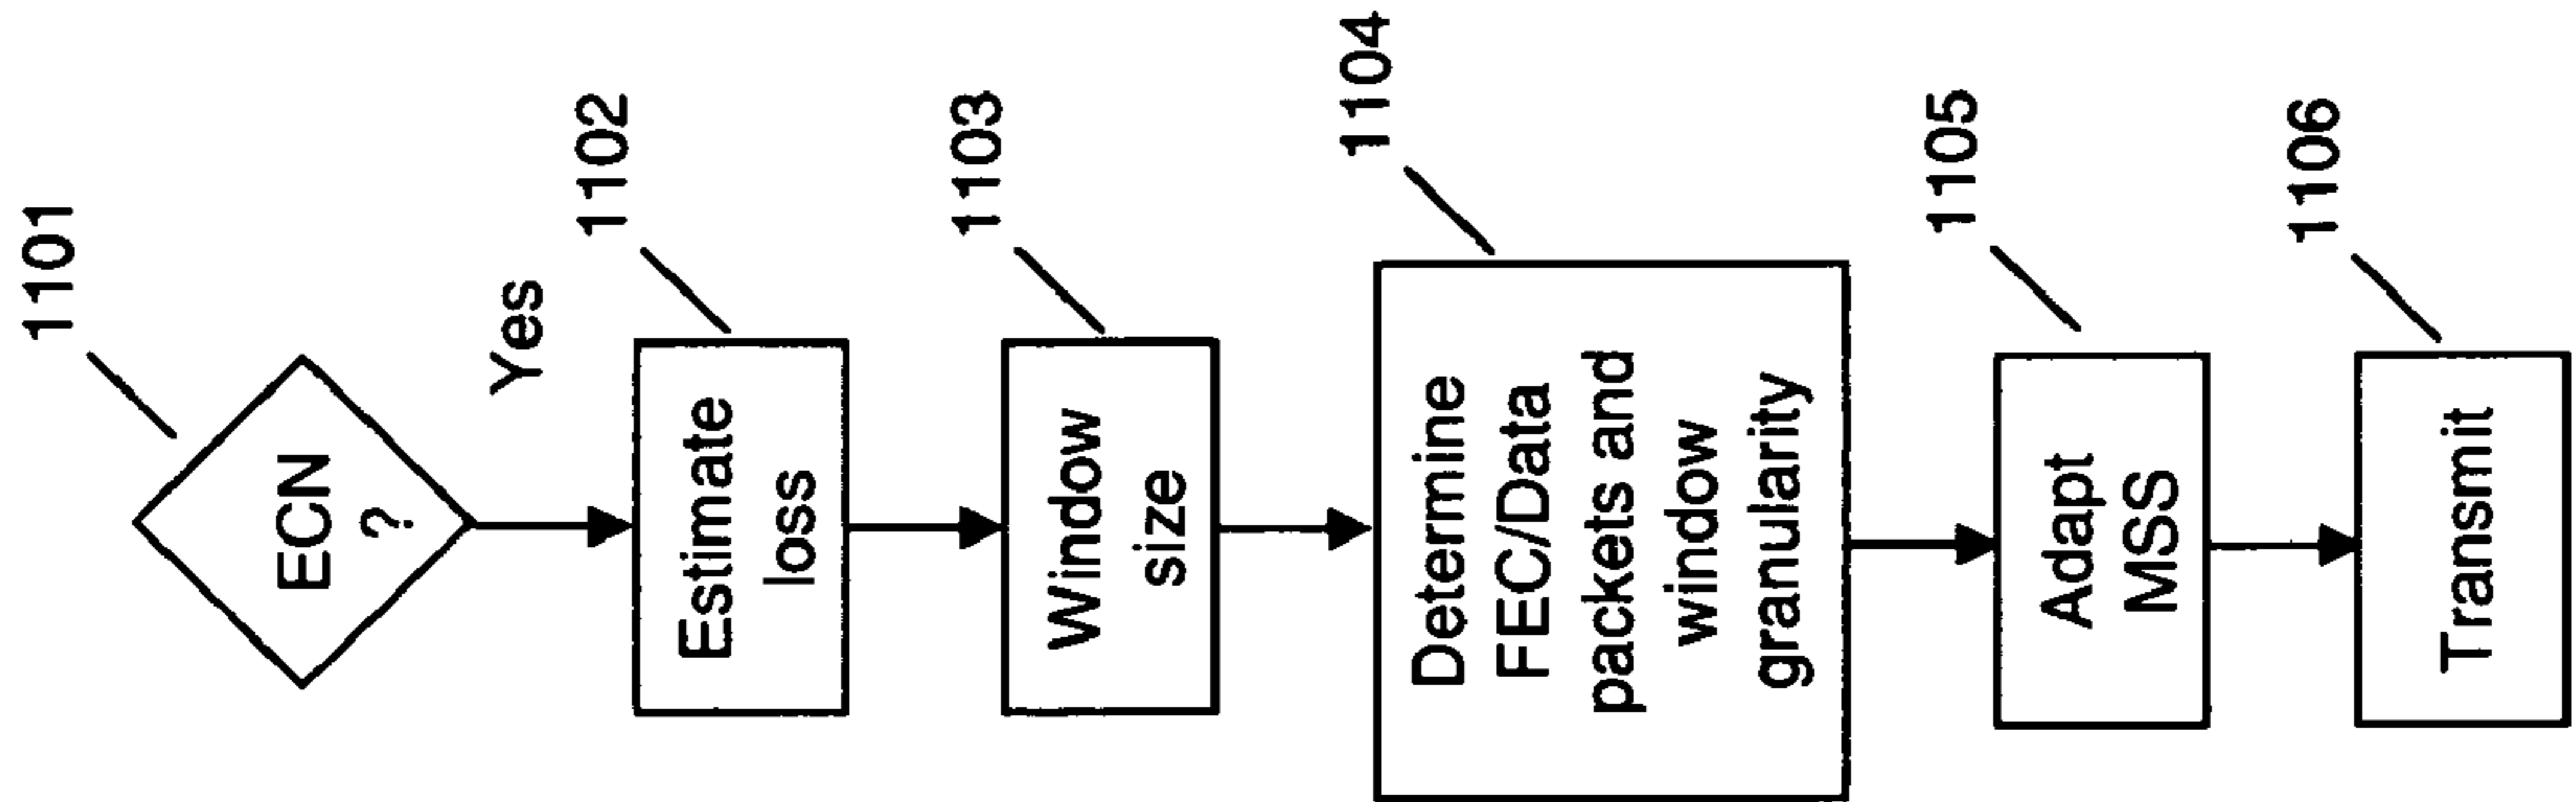 1101
ECN
?
Yes
1102
Estimate
loss
1103
Window
size
1104
Determine
FEC/Data
packets and
window
granularity
1105
Adapt
MSS
1106
Transmit